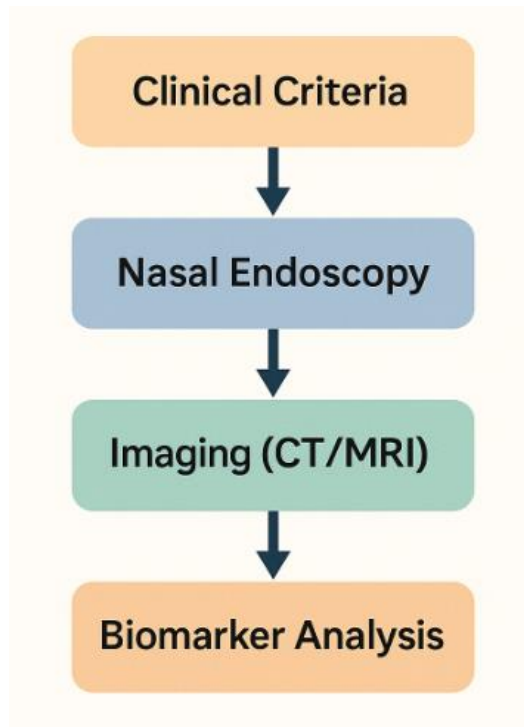 Clinical Criteria
Nasal Endoscopy
Imaging (CT/MRI)
Biomarker Analysis